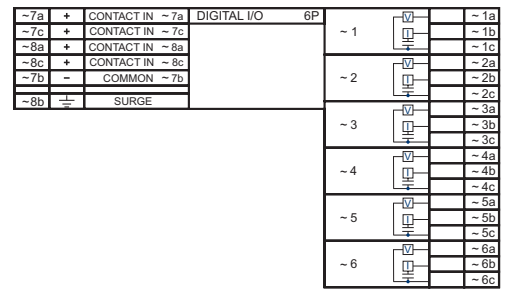 ~7a + CONTACT IN ~ 7a DIGITAL I/O 6P V ~ 1a
~7c + CONTACT IN ~ 7c ~ 1 I ~ 1b
~8a + CONTACT IN ~ 8a ~ 1c
~8c + CONTACT IN ~ 8c V ~ 2a
~7b – COMMON ~ 7b ~ 2 I ~ 2b
~ 2c
~8b SURGE V ~ 3a
~ 3 I ~ 3b
~ 3c
V ~ 4a
~ 4 I ~ 4b
~ 4c
V ~ 5a
~ 5 I ~ 5b
~ 5c
V ~ 6a
~ 6 I ~ 6b
~ 6c